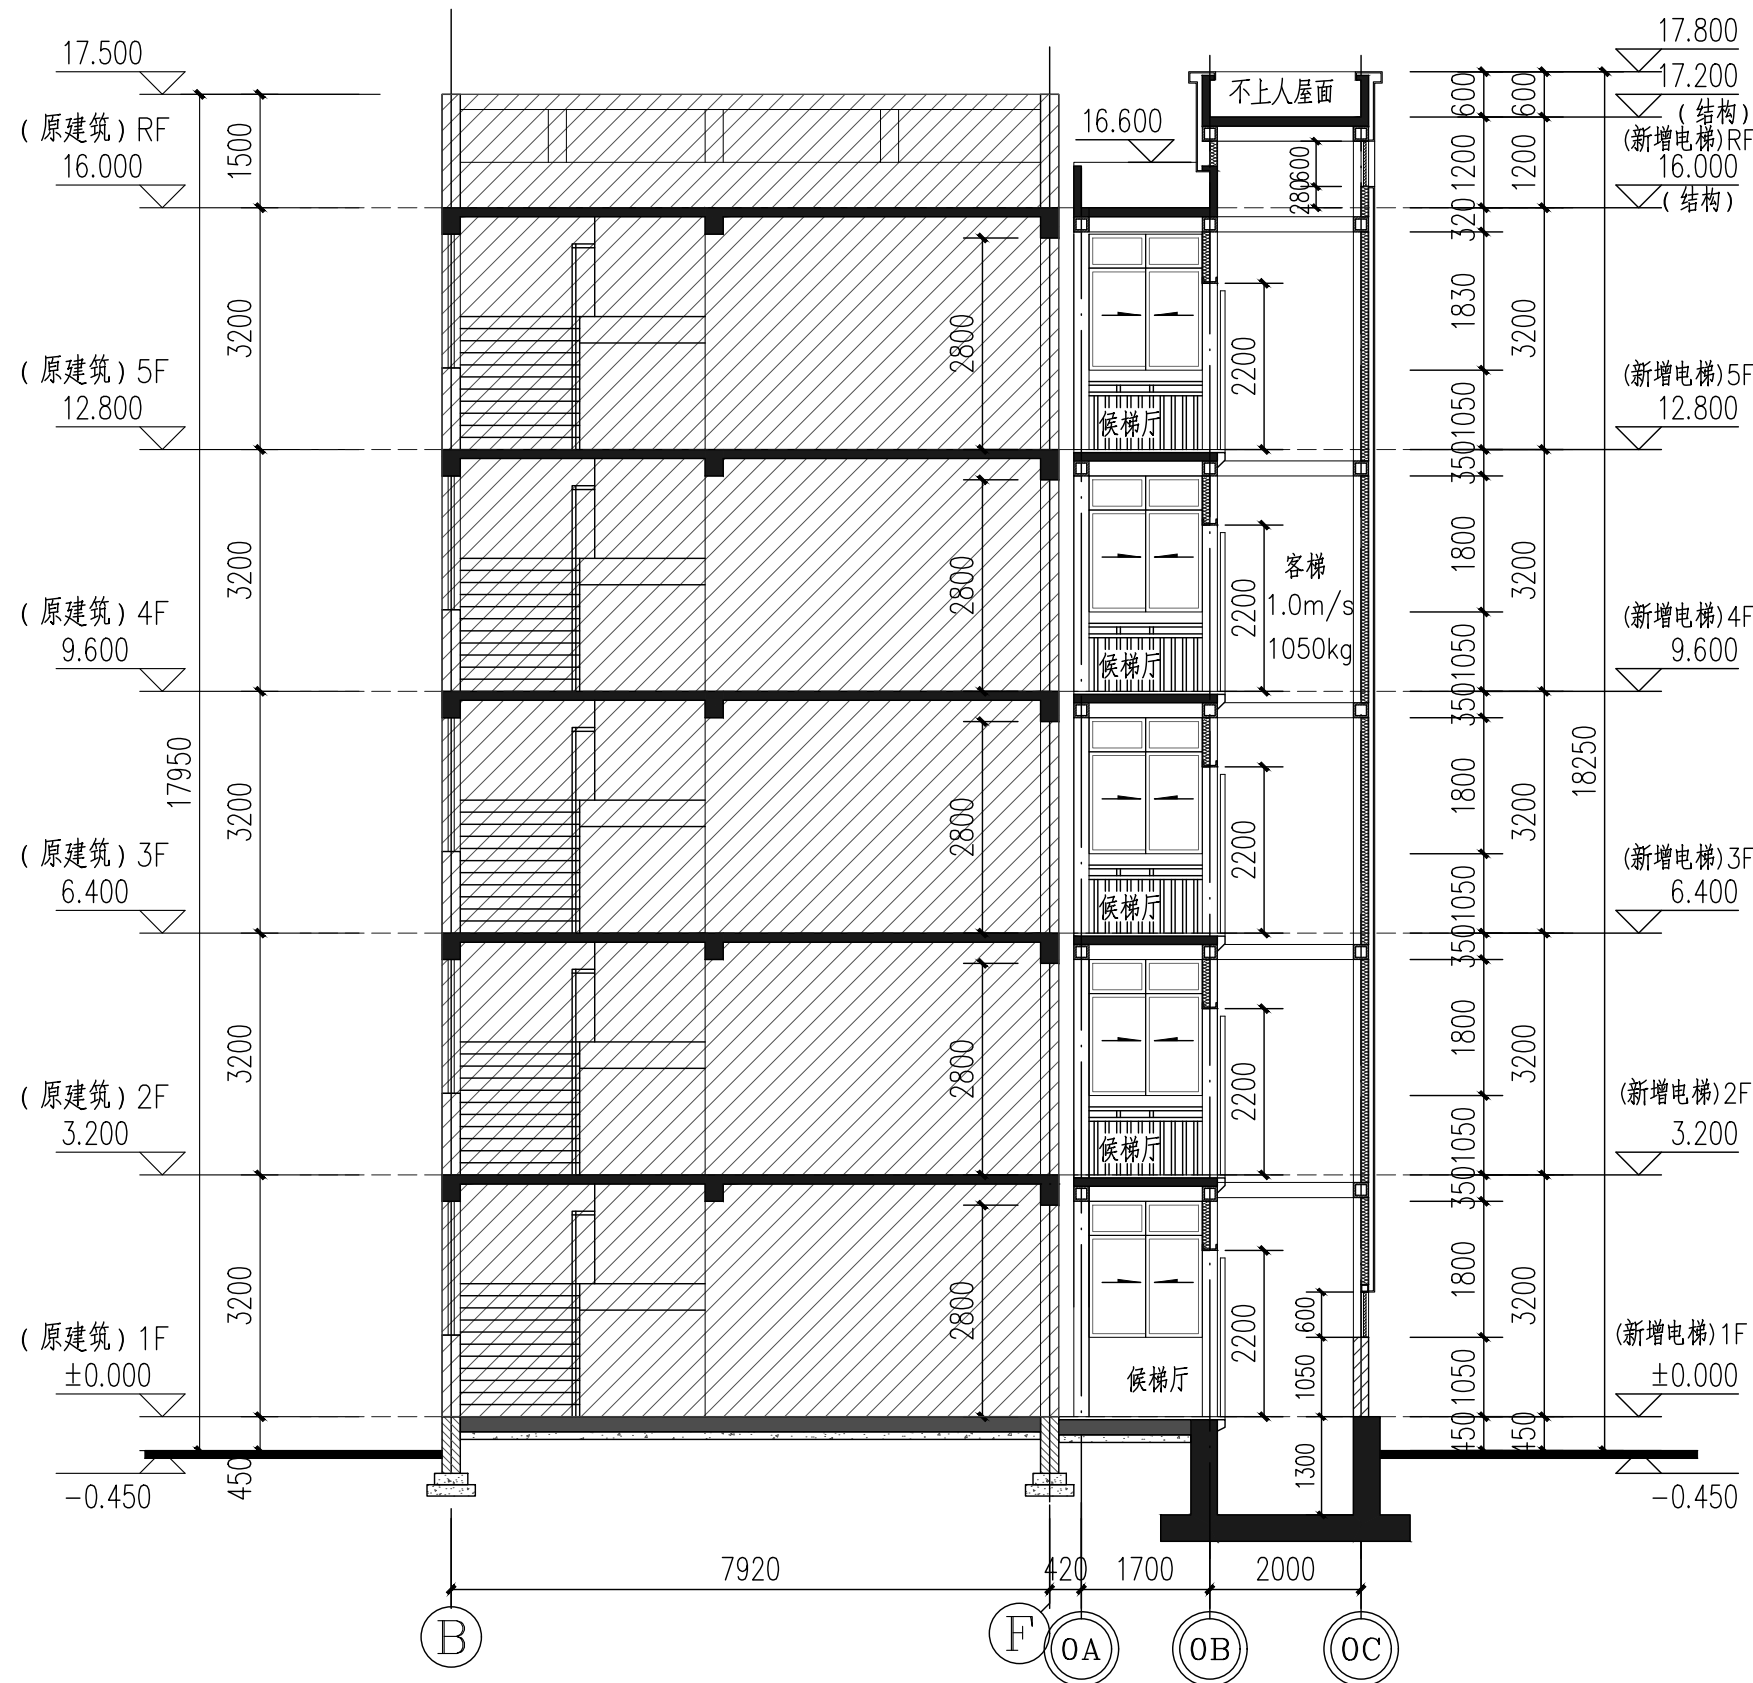 17.500
(原建筑)RF
16.000
(原建筑)5F
12.800
(原建筑)4F
9.600
(原建筑)3F
6.400
(原建筑)2F
3.200
(原建筑)1F
±0.000
-0.450
17950
1500
3200
3200
3200
3200
3200
450
2800
2800
2800
2800
2800
16.600
不上人屋面
600
280
候梯厅
2200
候梯厅
2200
客梯
1.0m/s
1050kg
候梯厅
2200
候梯厅
2200
候梯厅
2200
600
1050
1300
600
1200
320
1830
1050
350
1800
1050
350
1800
1050
350
1800
1050
350
1800
1050
450
600
1200
3200
3200
3200
3200
3200
450
18250
17.800
17.200
(结构)
(新增电梯)RF
16.000
(结构)
(新增电梯)5F
12.800
(新增电梯)4F
9.600
(新增电梯)3F
6.400
(新增电梯)2F
3.200
(新增电梯)1F
±0.000
-0.450
7920 420 1700 2000
B F 0A 0B 0C